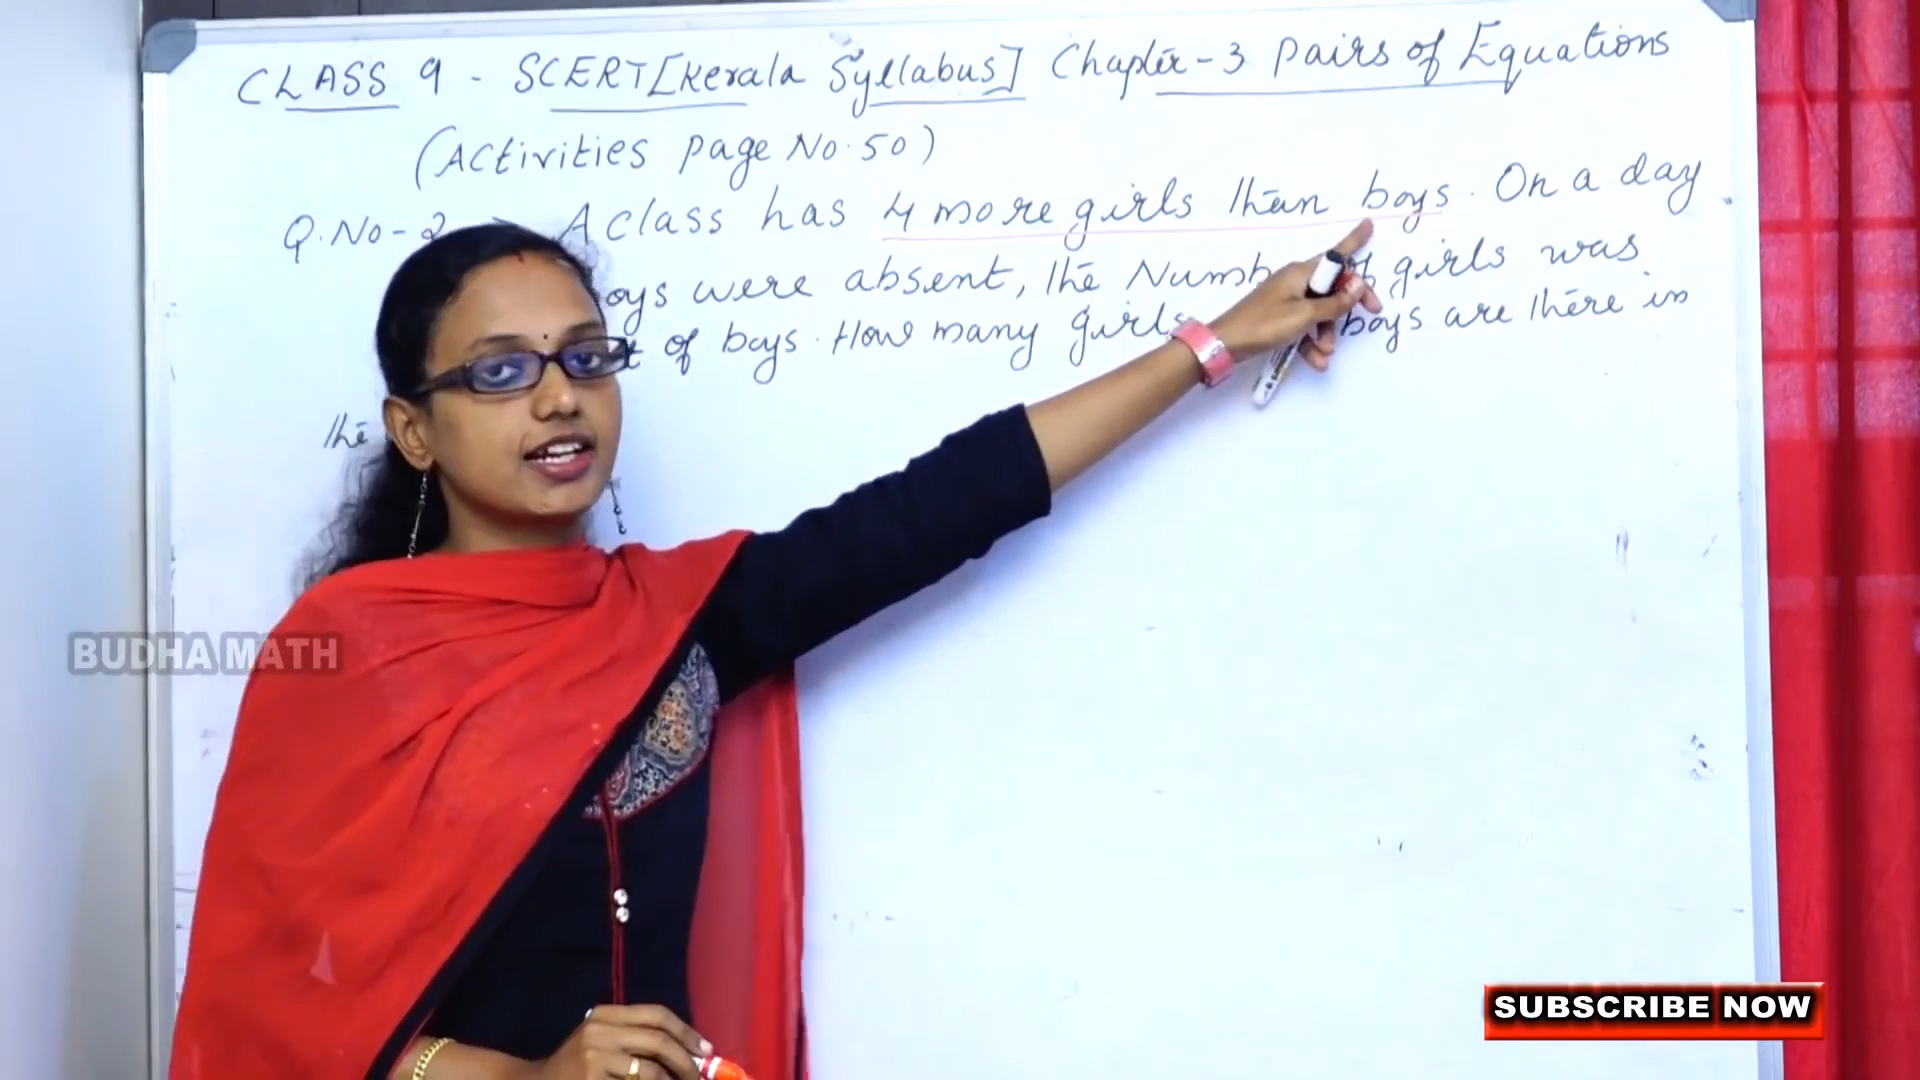 CLASS 9 - SCERT [Kerala Syllabus] Chapter-3 Pairs of Equations
(Activities page No. 50)
Q.No-2 A class has 4 more girls than boys. On a day
boys were absent, the Numb of girls was
of boys. How many girls boys are there in
the
BUDHA MATH
SUBSCRIBE NOW